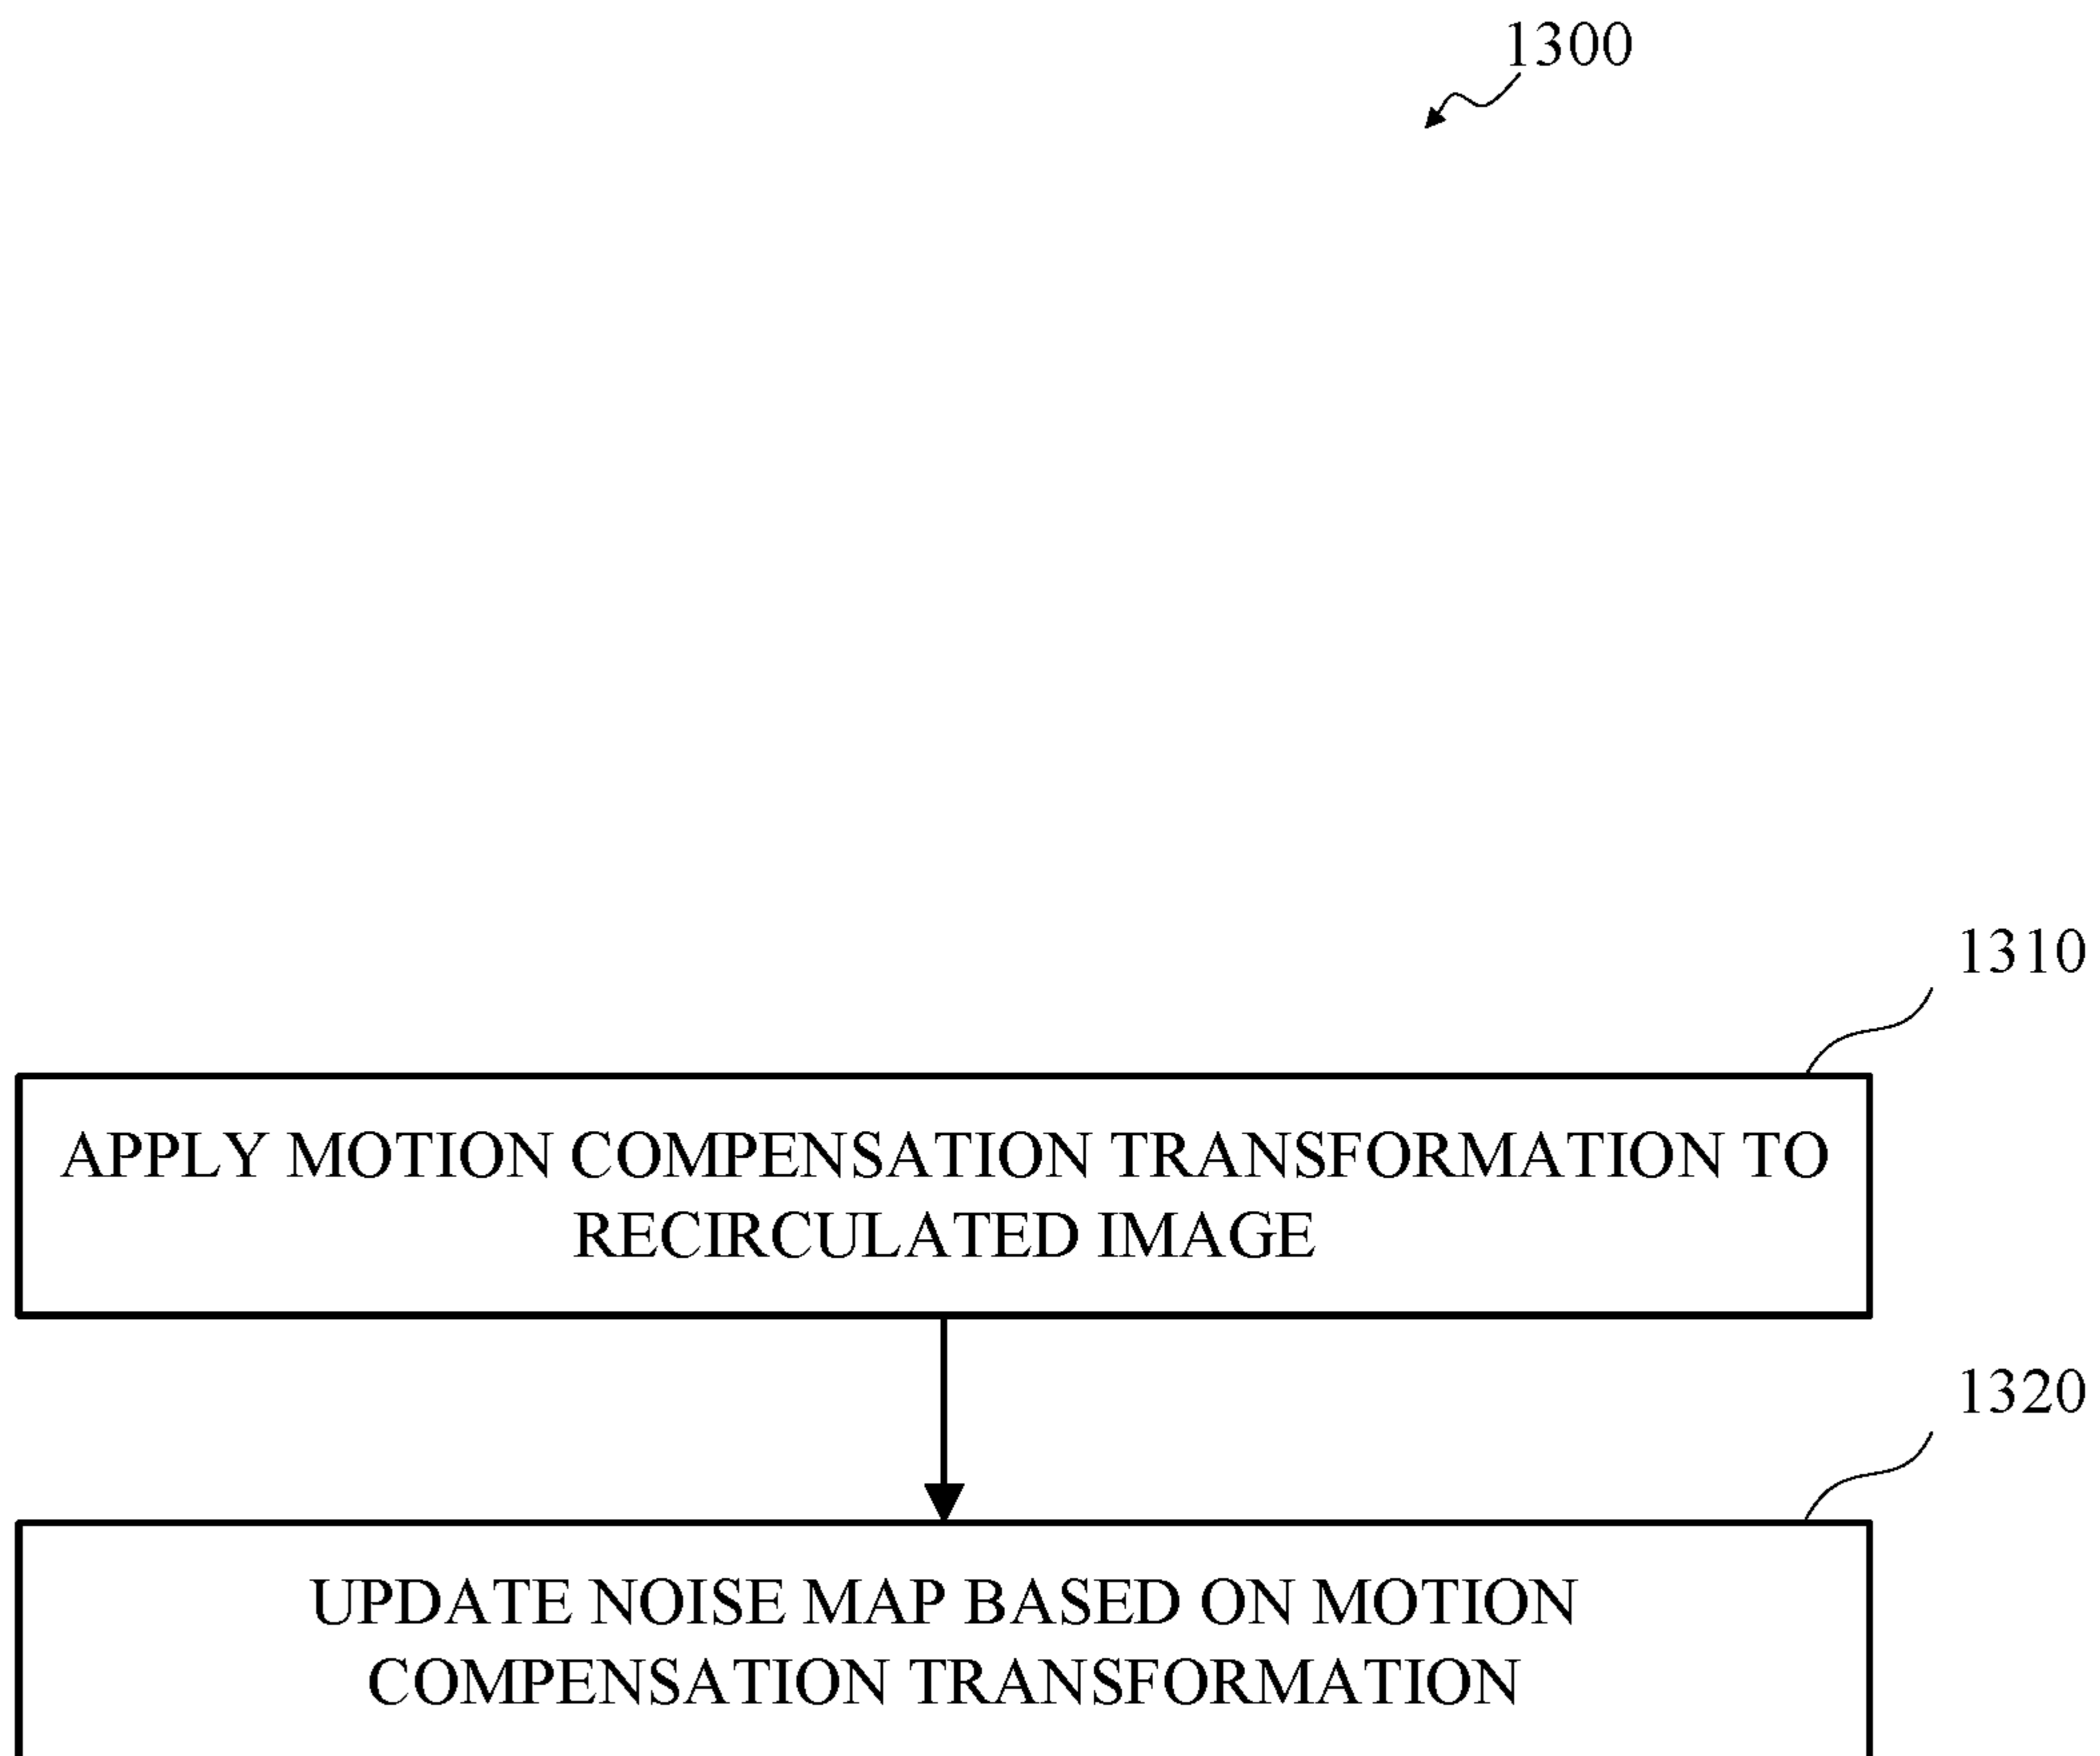 1300
1310
APPLY MOTION COMPENSATION TRANSFORMATION TO
RECIRCULATED IMAGE
1320
UPDATE NOISE MAP BASED ON MOTION
COMPENSATION TRANSFORMATION